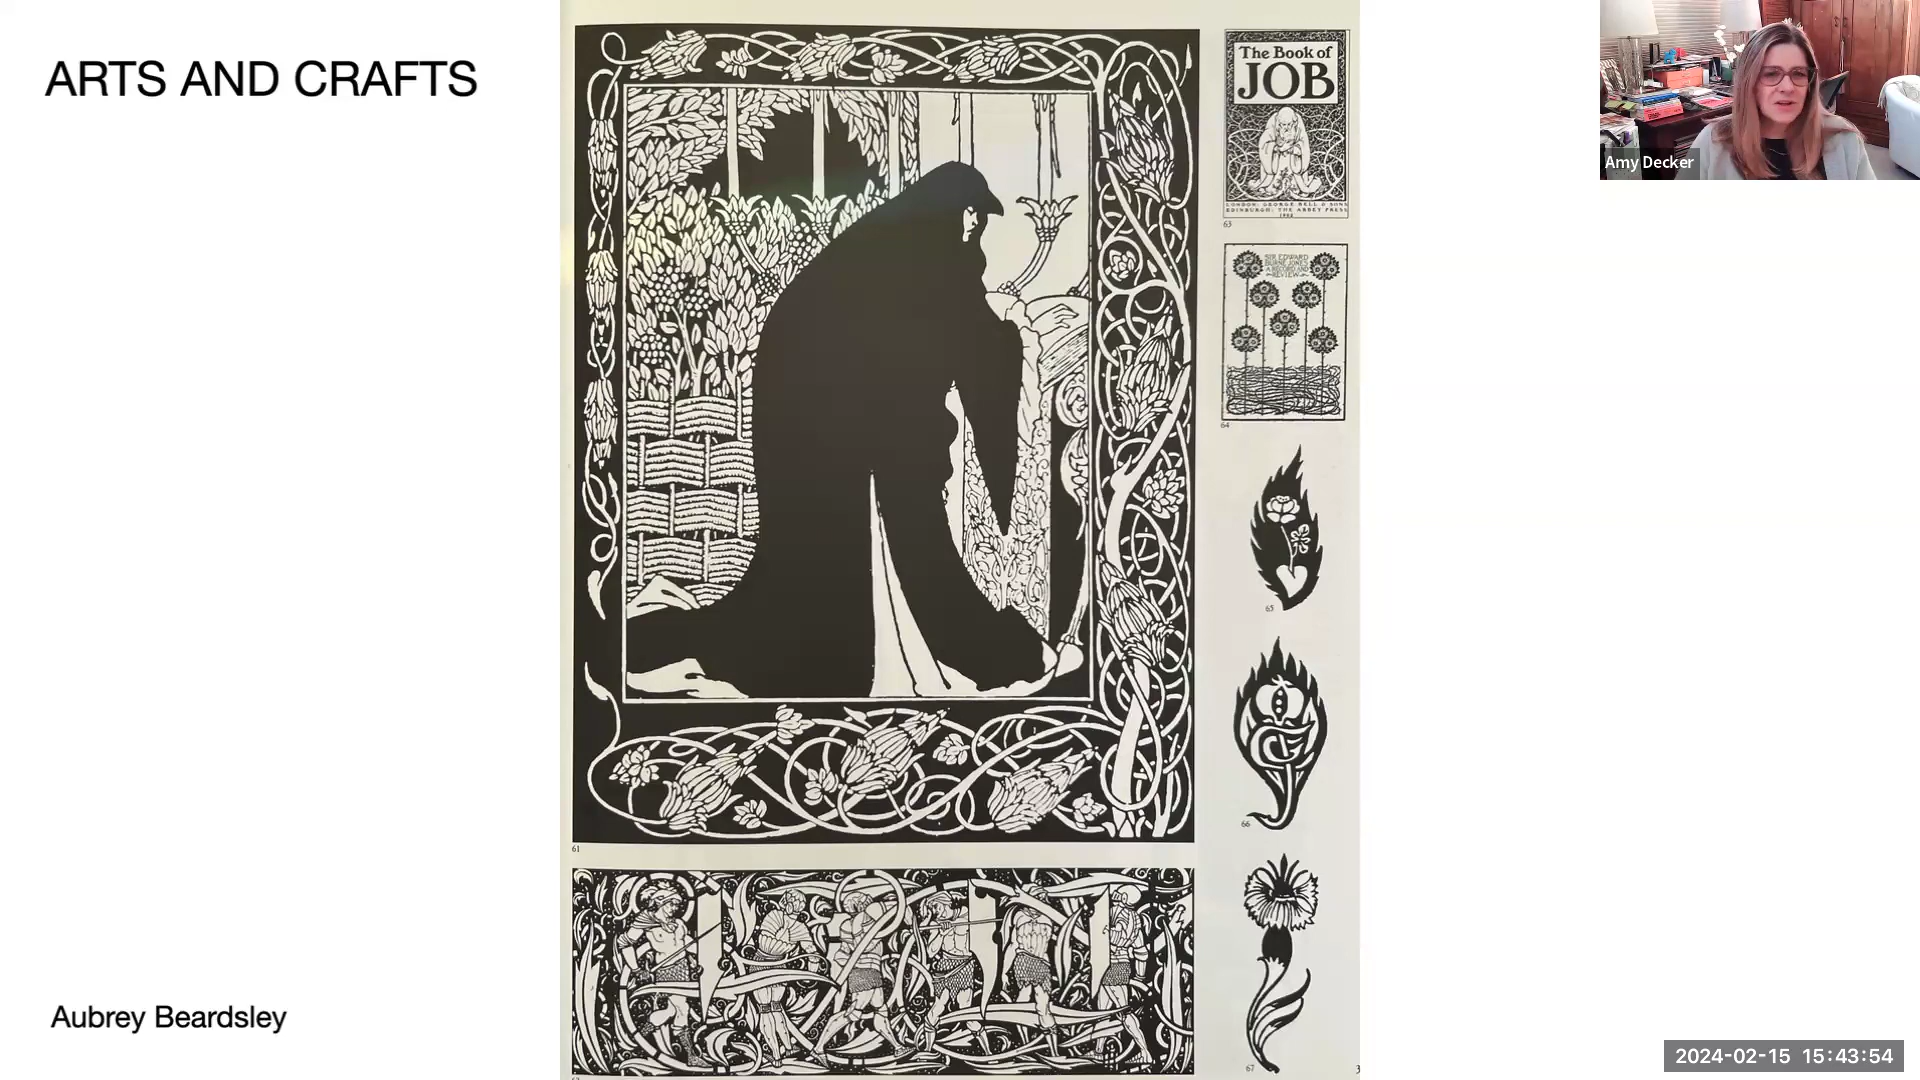 ARTS AND CRAFTS
Aubrey Beardsley
61
The Book of
JOB
LONDON: GEORGE BELL & SONS
EDINBURGH: THE ABBEY PRESS
1902
63
SIR EDWARD
BURNE-JONES
A RECORD AND
REVIEW
64
65
66
67
3
Amy Decker
2024-02-15 15:43:54